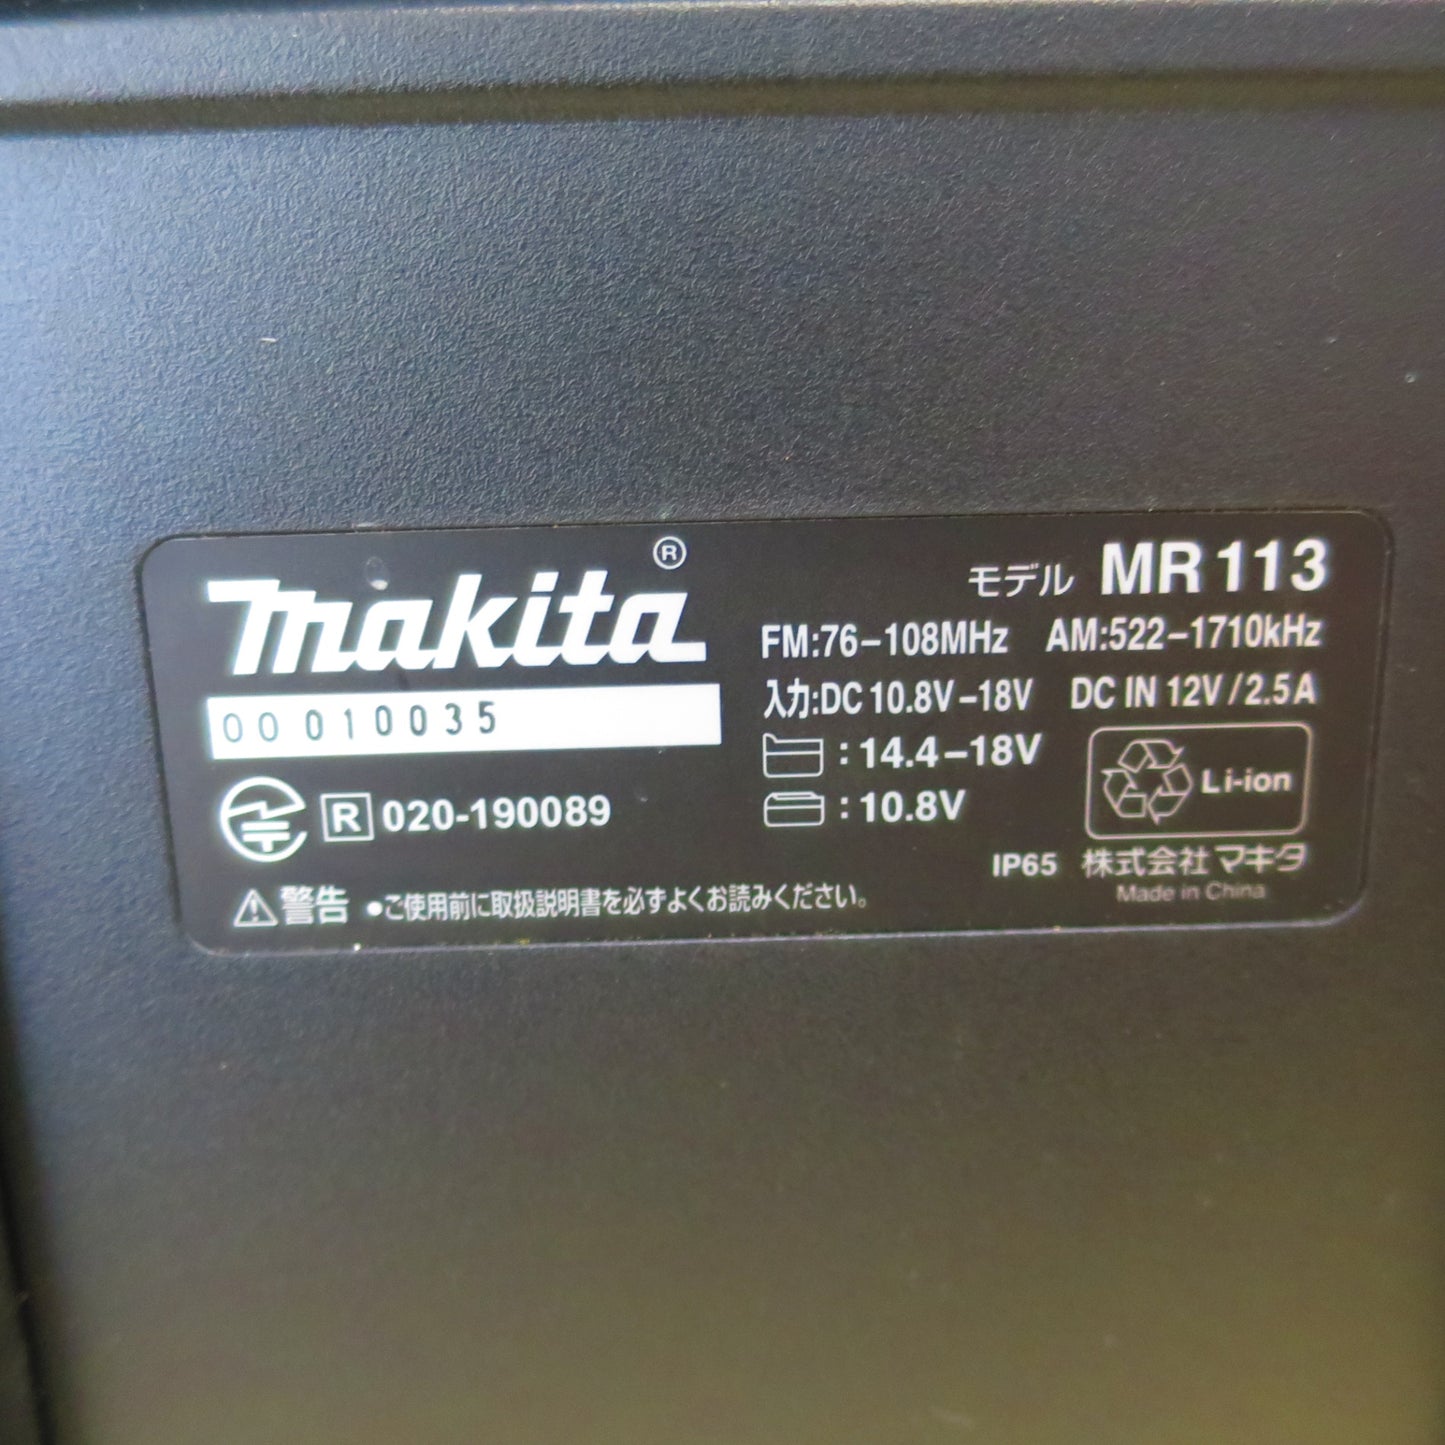 makita®
00 010035
R 020-190089
モデル MR113
FM:76-108MHz AM:522-1710kHz
入力:DC 10.8V-18V DC IN 12V/2.5A
:14.4-18V
:10.8V
Li-ion
IP65 株式会社マキタ
Made in China
⚠警告 ●ご使用前に取扱説明書を必ずよくお読みください。